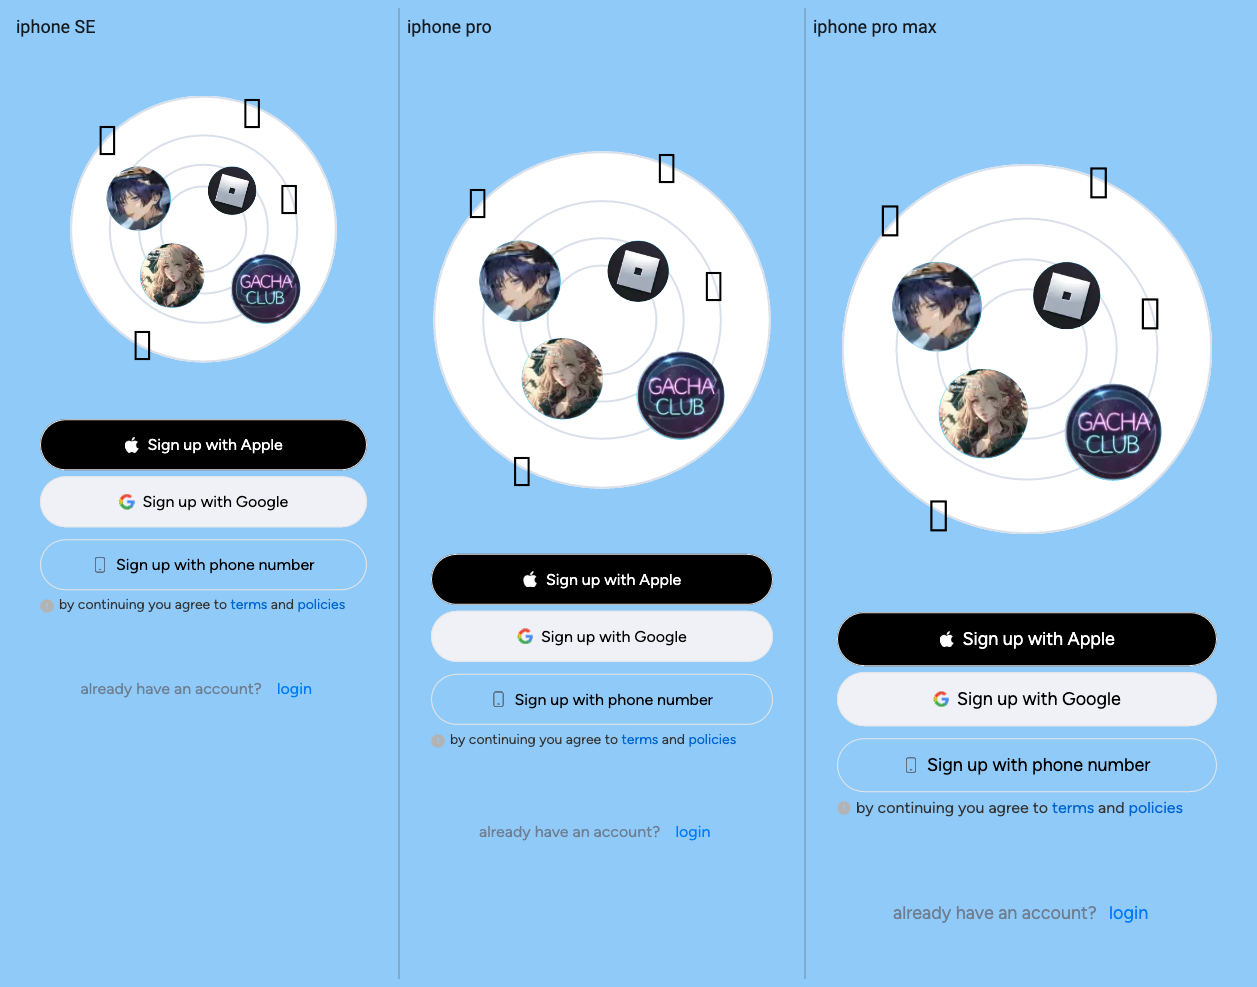 iphone SE
GACHA
CLUB
Sign up with Apple
Sign up with Google
Sign up with phone number
by continuing you agree to terms and policies
already have an account? login
iphone pro
GACHA
CLUB
Sign up with Apple
Sign up with Google
Sign up with phone number
by continuing you agree to terms and policies
already have an account? login
iphone pro max
GACHA
CLUB
Sign up with Apple
Sign up with Google
Sign up with phone number
by continuing you agree to terms and policies
already have an account? login